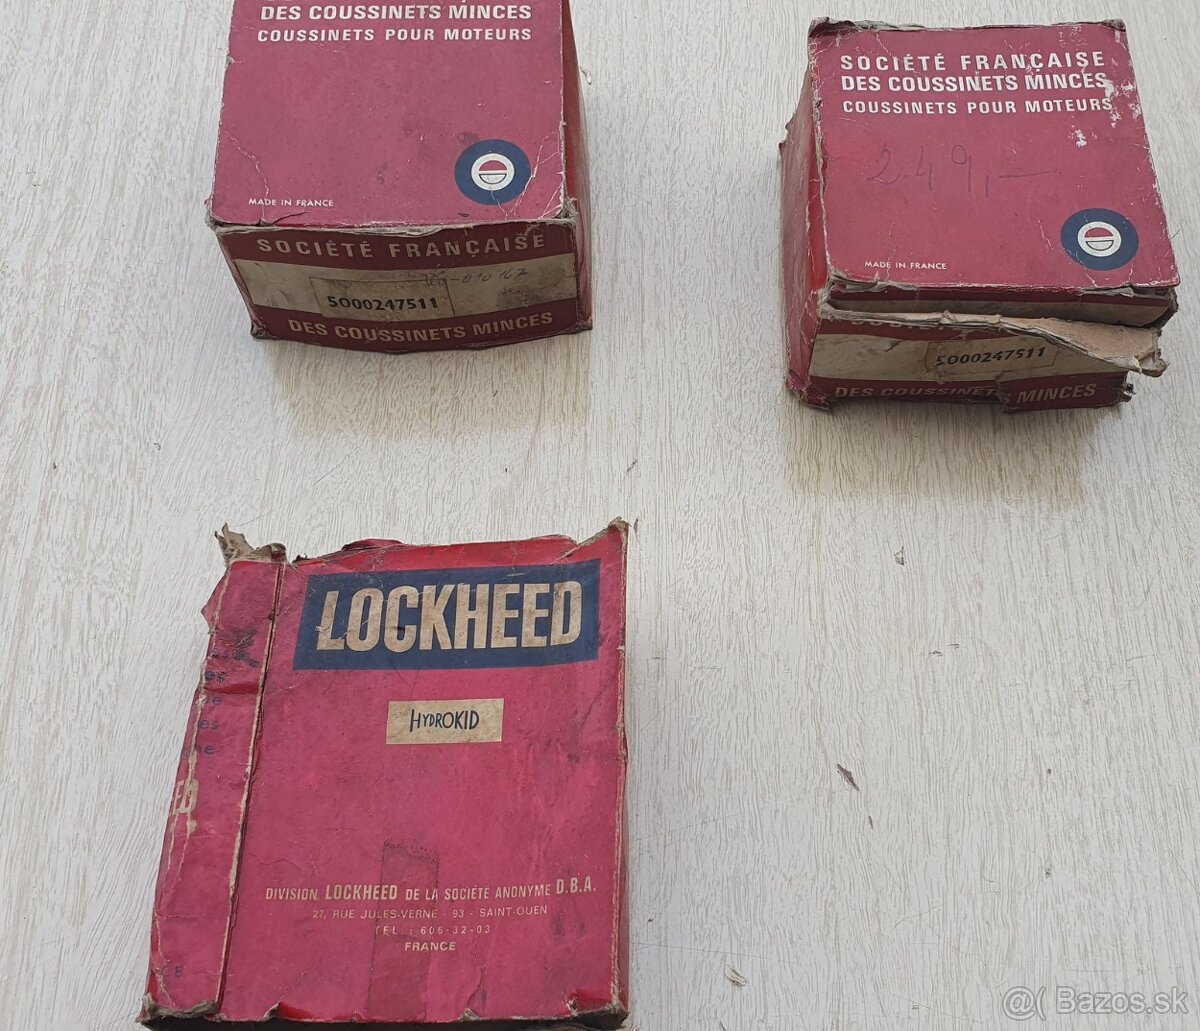 DES COUSSINETS MINCES
COUSSINETS POUR MOTEURS
MADE IN FRANCE
SOCIÉTÉ FRANÇAISE
5000247511
DES COUSSINETS MINCES
SOCIÉTÉ FRANÇAISE
DES COUSSINETS MINCES
COUSSINETS POUR MOTEURS
249,-
MADE IN FRANCE
5000247511
DES COUSSINETS MINCES
LOCKHEED
HYDROKID
DIVISION LOCKHEED DE LA SOCIÉTÉ ANONYME D.B.A.
27, RUE JULES-VERNE - 93 - SAINT-OUEN
TEL. : 606-32-03
FRANCE
@( Bazos.sk